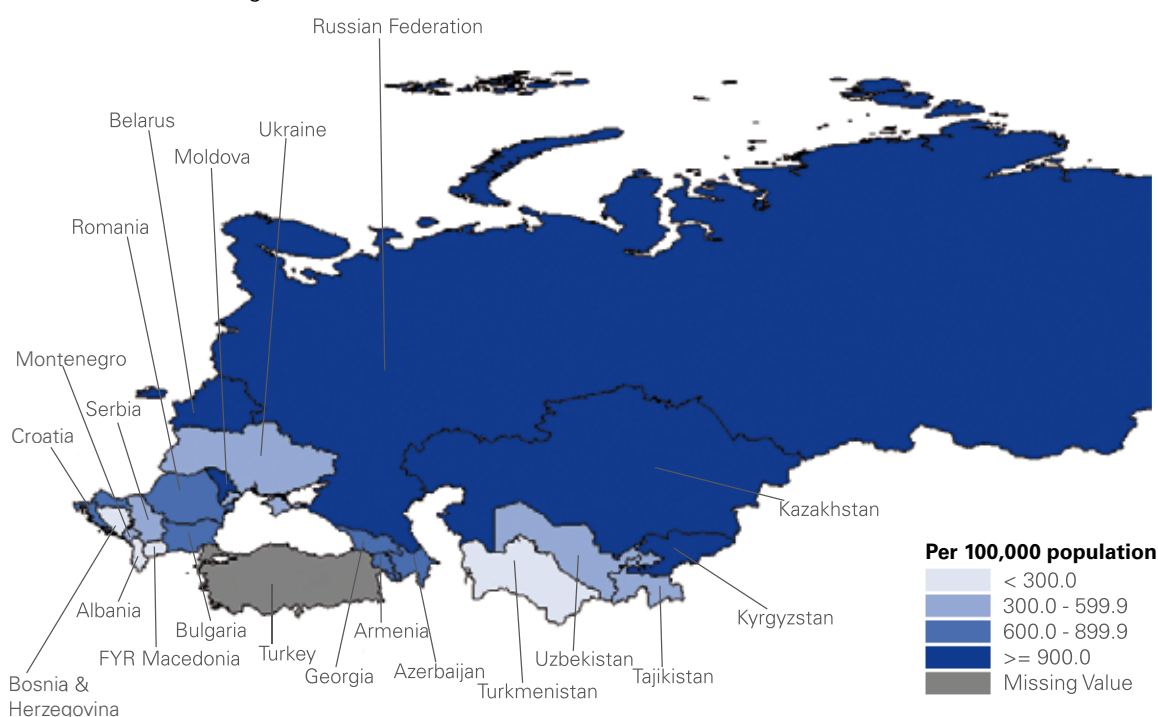 Russian Federation
Belarus
Ukraine
Moldova
Romania
Montenegro
Serbia
Croatia
Kazakhstan
Per 100,000 population
< 300.0
300.0 - 599.9
600.0 - 899.9
>= 900.0
Missing Value
Albania
Bulgaria
Armenia
Kyrgyzstan
FYR Macedonia
Turkey
Georgia
Azerbaijan
Uzbekistan
Tajikistan
Turkmenistan
Bosnia &
Herzegovina